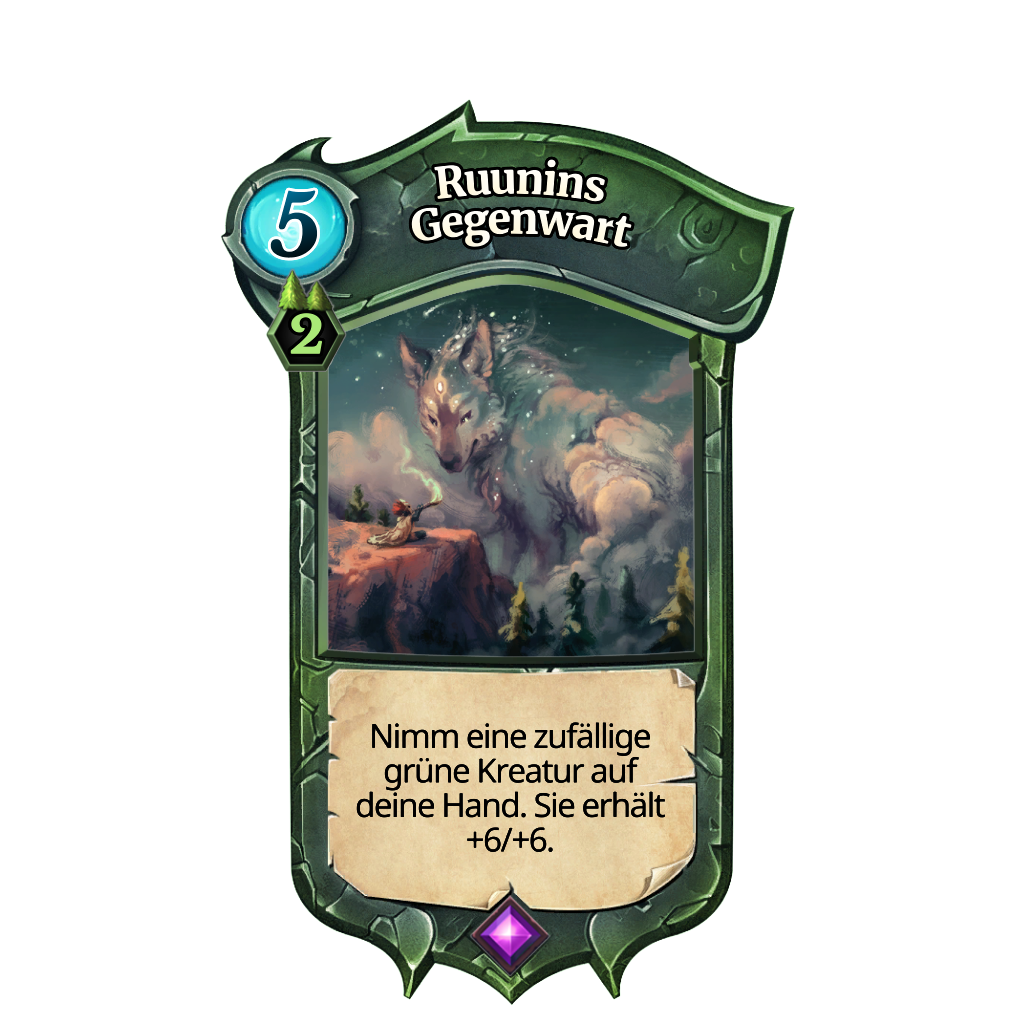 5
Ruunins
Gegenwart
2
Nimm eine zufällige
grüne Kreatur auf
deine Hand. Sie erhält
+6/+6.